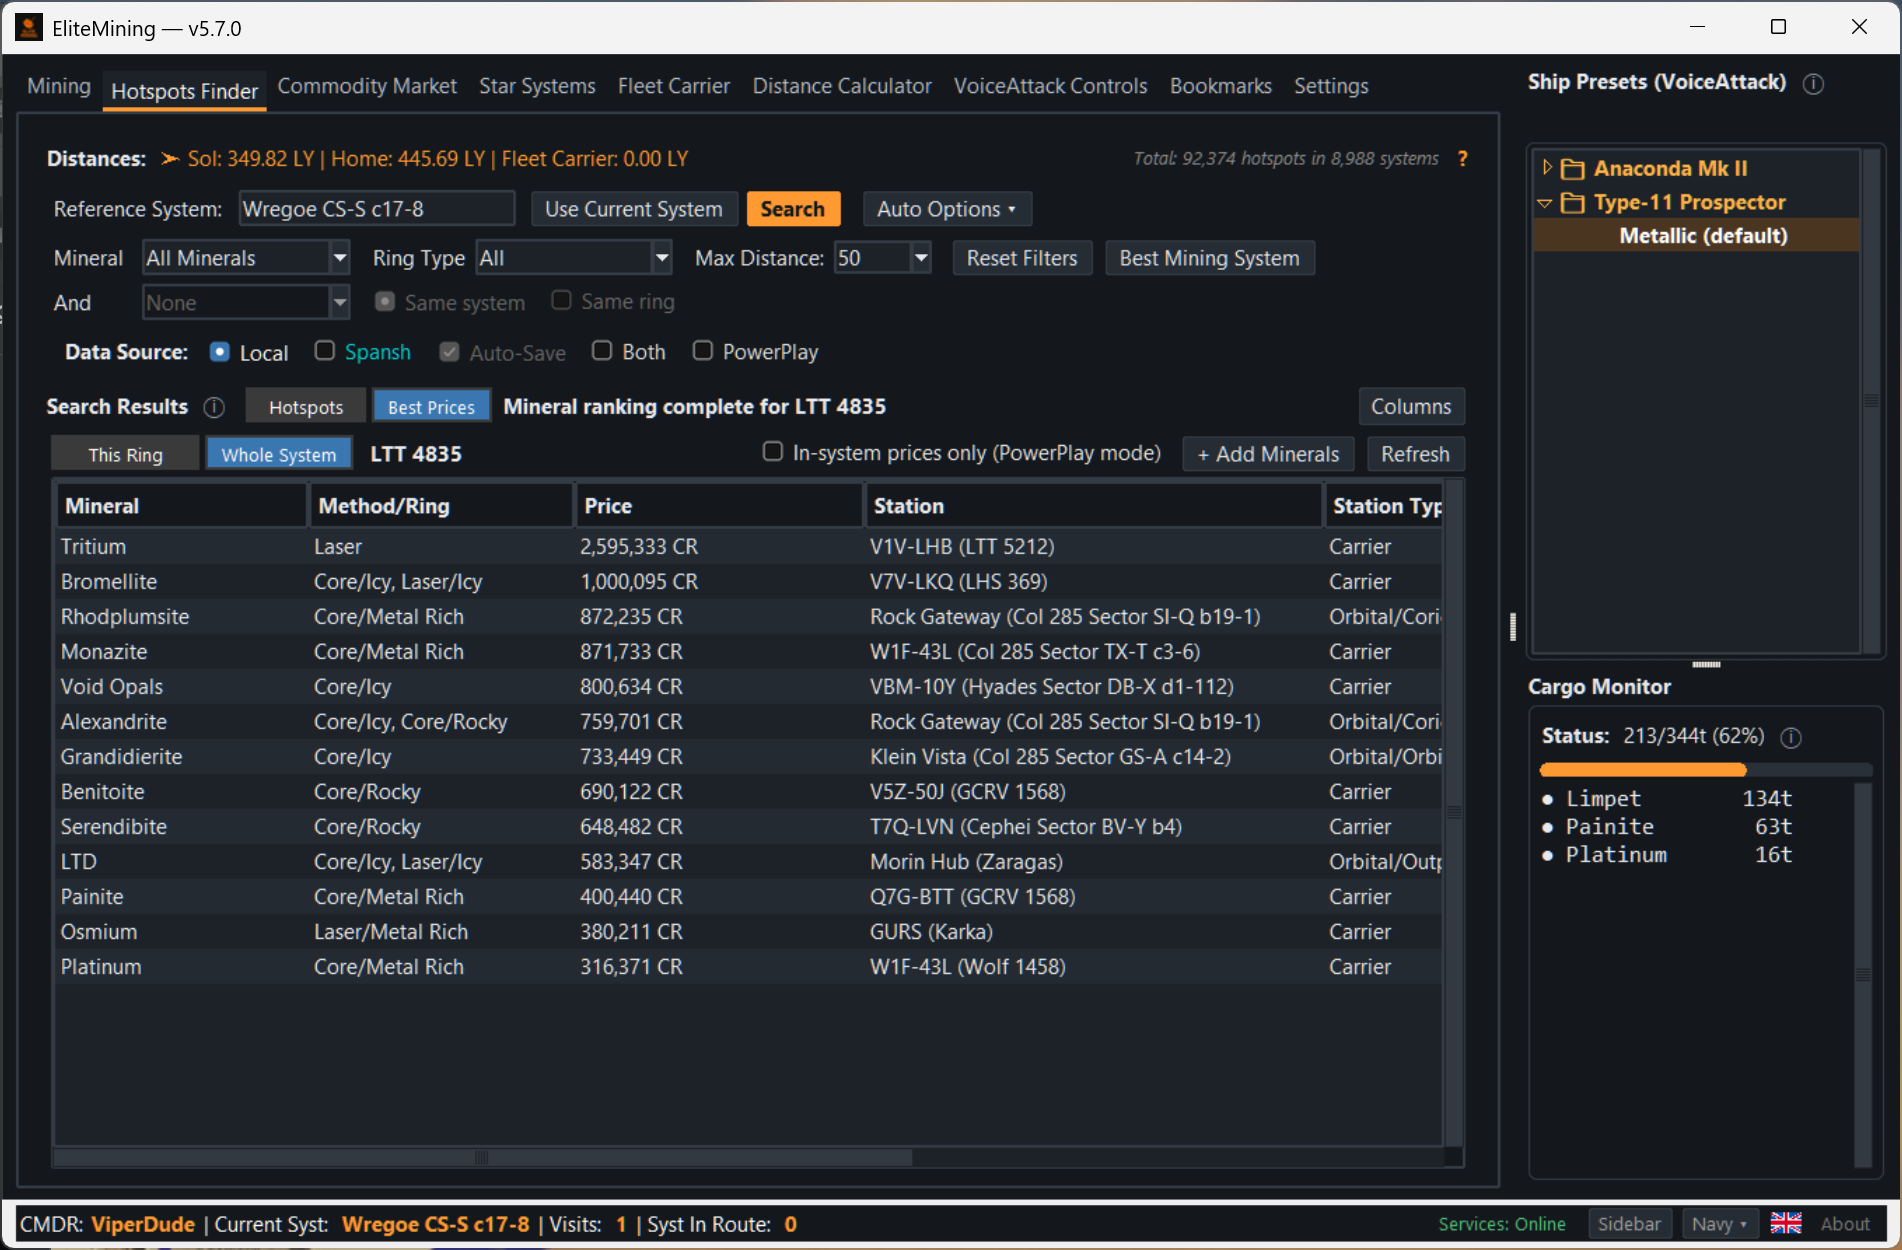 EliteMining — v5.7.0
Mining Hotspots Finder Commodity Market Star Systems Fleet Carrier Distance Calculator VoiceAttack Controls Bookmarks Settings
Distances: ➢ Sol: 349.82 LY | Home: 445.69 LY | Fleet Carrier: 0.00 LY Total: 92,374 hotspots in 8,988 systems ?
Reference System: Wregoe CS-S c17-8 Use Current System Search Auto Options ▾
Mineral All Minerals Ring Type All Max Distance: 50 Reset Filters Best Mining System
And None Same system Same ring
Data Source: Local Spansh Auto-Save Both PowerPlay
Search Results ⓘ Hotspots Best Prices Mineral ranking complete for LTT 4835 Columns
This Ring Whole System LTT 4835 In-system prices only (PowerPlay mode) + Add Minerals Refresh
Mineral Method/Ring Price Station Station Typ
Tritium Laser 2,595,333 CR V1V-LHB (LTT 5212) Carrier
Bromellite Core/Icy, Laser/Icy 1,000,095 CR V7V-LKQ (LHS 369) Carrier
Rhodplumsite Core/Metal Rich 872,235 CR Rock Gateway (Col 285 Sector SI-Q b19-1) Orbital/Cori
Monazite Core/Metal Rich 871,733 CR W1F-43L (Col 285 Sector TX-T c3-6) Carrier
Void Opals Core/Icy 800,634 CR VBM-10Y (Hyades Sector DB-X d1-112) Carrier
Alexandrite Core/Icy, Core/Rocky 759,701 CR Rock Gateway (Col 285 Sector SI-Q b19-1) Orbital/Cori
Grandidierite Core/Icy 733,449 CR Klein Vista (Col 285 Sector GS-A c14-2) Orbital/Orbi
Benitoite Core/Rocky 690,122 CR V5Z-50J (GCRV 1568) Carrier
Serendibite Core/Rocky 648,482 CR T7Q-LVN (Cephei Sector BV-Y b4) Carrier
LTD Core/Icy, Laser/Icy 583,347 CR Morin Hub (Zaragas) Orbital/Outp
Painite Core/Metal Rich 400,440 CR Q7G-BTT (GCRV 1568) Carrier
Osmium Laser/Metal Rich 380,211 CR GURS (Karka) Carrier
Platinum Core/Metal Rich 316,371 CR W1F-43L (Wolf 1458) Carrier
Ship Presets (VoiceAttack) ⓘ
Anaconda Mk II
Type-11 Prospector
Metallic (default)
Cargo Monitor
Status: 213/344t (62%) ⓘ
• Limpet 134t
• Painite 63t
• Platinum 16t
CMDR: ViperDude | Current Syst: Wregoe CS-S c17-8 | Visits: 1 | Syst In Route: 0 Services: Online Sidebar Navy ▾ About